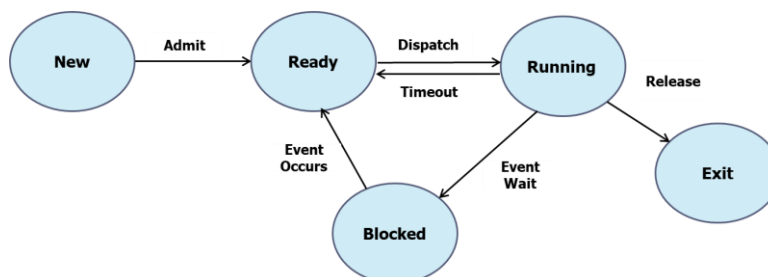 New
Admit
Ready
Dispatch
Timeout
Running
Release
Event
Occurs
Event
Wait
Exit
Blocked